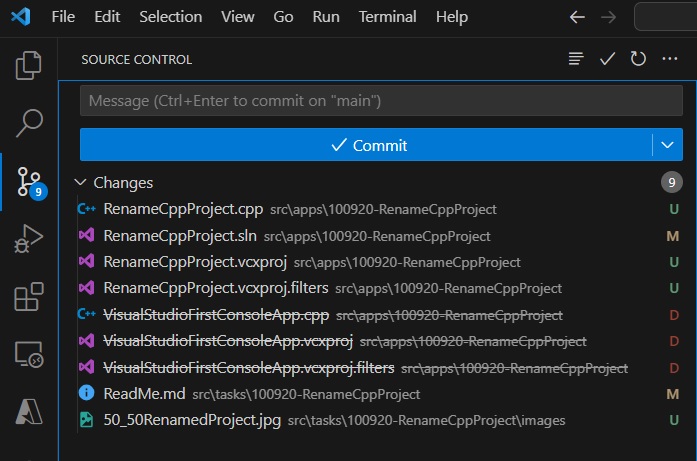 File Edit Selection View Go Run Terminal Help
SOURCE CONTROL
Message (Ctrl+Enter to commit on "main")
Commit
Changes 9
RenameCppProject.cpp src\apps\100920-RenameCppProject U
RenameCppProject.sln src\apps\100920-RenameCppProject M
9 RenameCppProject.vcxproj src\apps\100920-RenameCppProject U
RenameCppProject.vcxproj.filters src\apps\100920-RenameCppProject U
VisualStudioFirstConsoleApp.cpp src\apps\100920-RenameCppProject D
VisualStudioFirstConsoleApp.vcxproj src\apps\100920-RenameCppProject D
VisualStudioFirstConsoleApp.vcxproj.filters src\apps\100920-RenameCppProject D
ReadMe.md src\tasks\100920-RenameCppProject M
50_50RenamedProject.jpg src\tasks\100920-RenameCppProject\images U